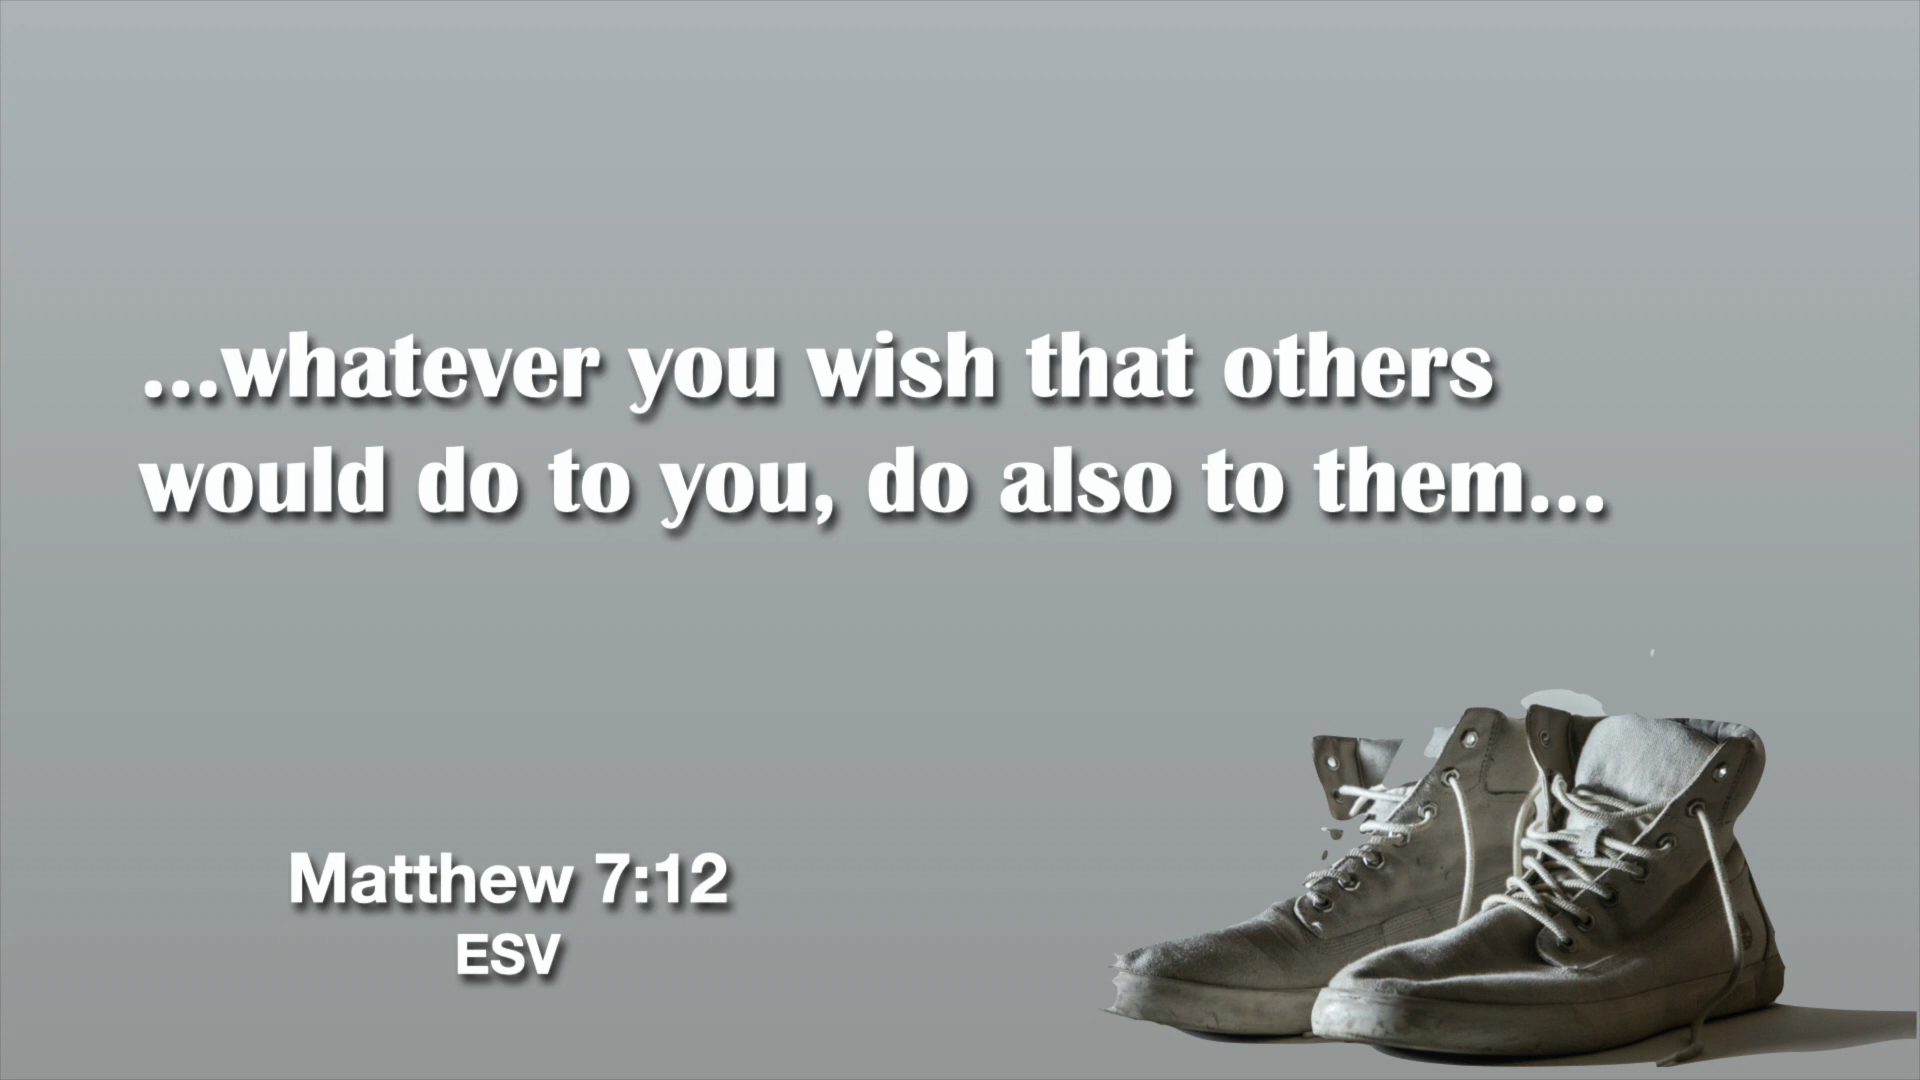 ...whatever you wish that others
would do to you, do also to them...
Matthew 7:12
ESV